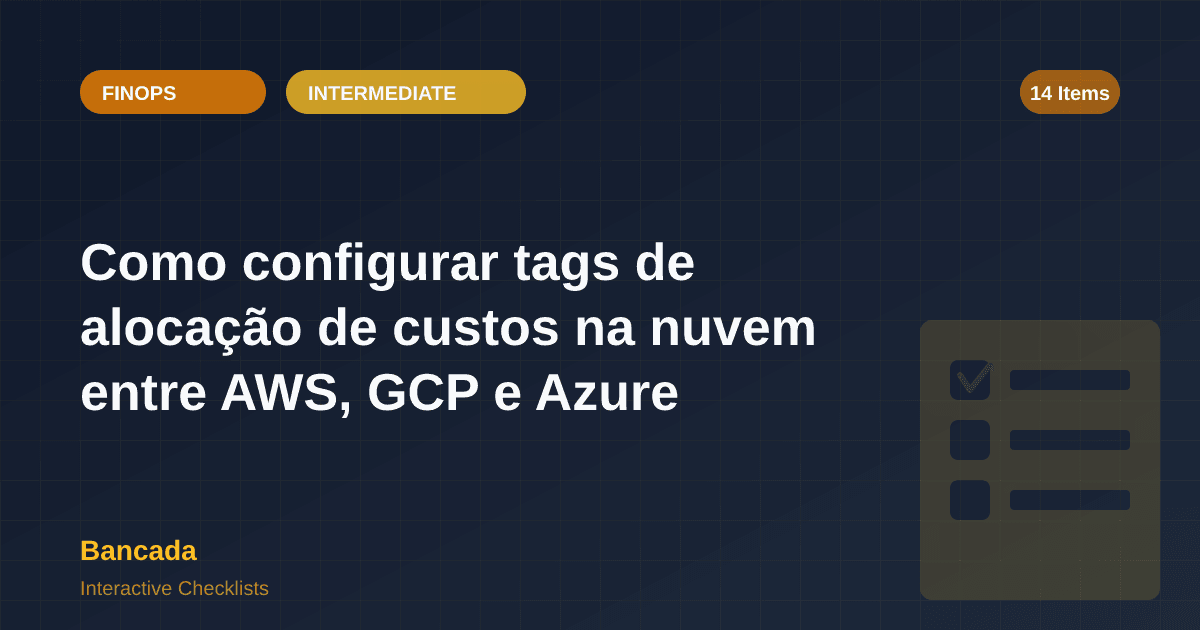 FINOPS
INTERMEDIATE
14 Items
Como configurar tags de
alocação de custos na nuvem
entre AWS, GCP e Azure
Bancada
Interactive Checklists